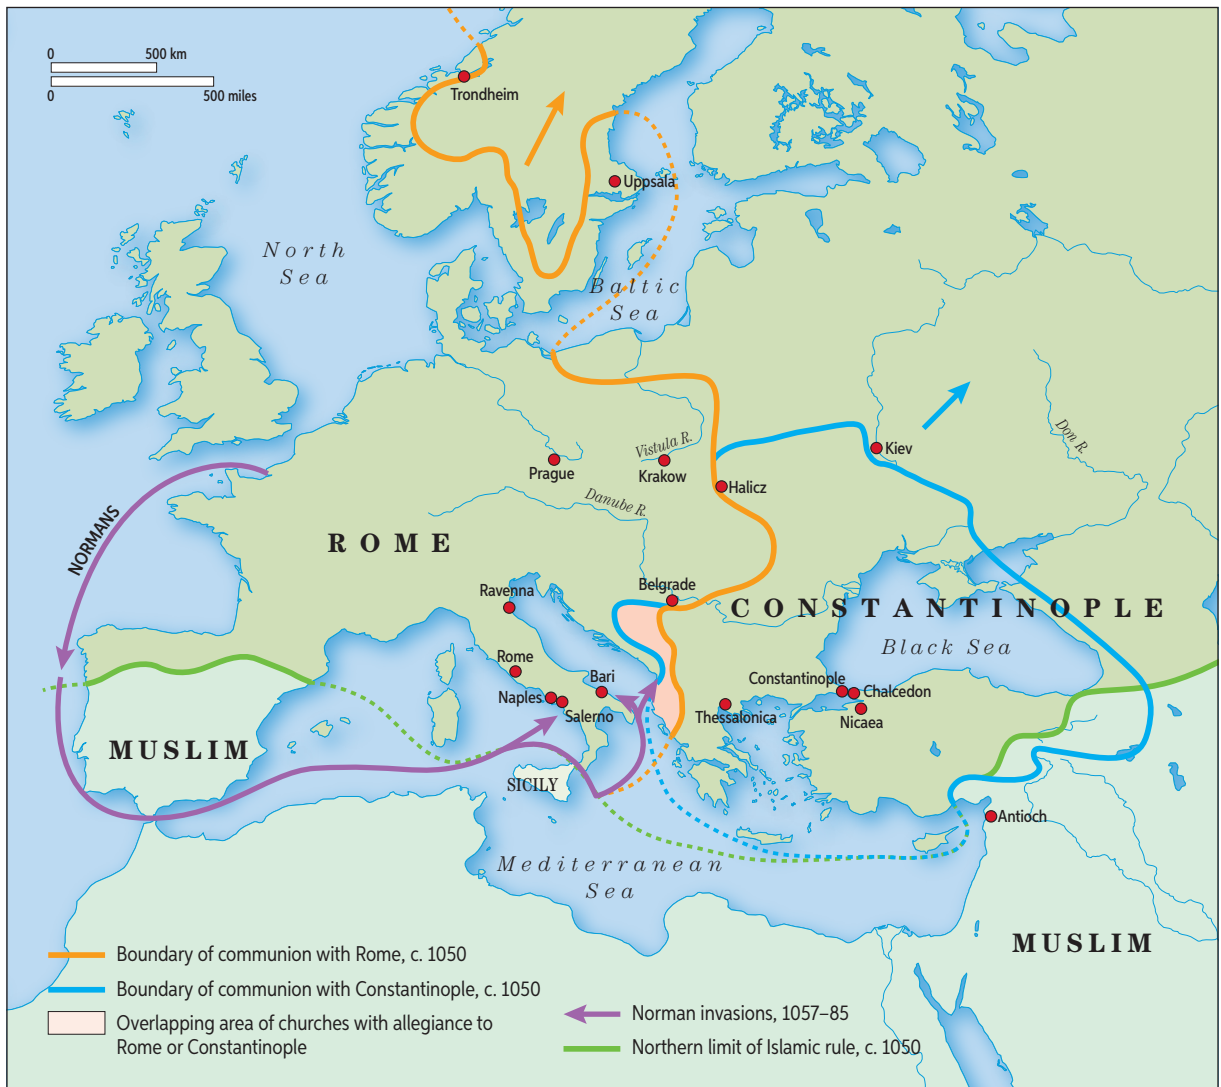 0 500 km
0 500 miles
Trondheim
Uppsala
North
Sea
Baltic
Sea
Kiev
Don R.
Vistula R.
Prague
Krakow
Halicz
Danube R.
NORMANS
ROME
Belgrade
Ravenna
CONSTANTINOPLE
Black Sea
Rome
Bari
Constantinople
Chalcedon
Naples
Salerno
Thessalonica
Nicaea
MUSLIM
SICILY
Antioch
Mediterranean
Sea
MUSLIM
Boundary of communion with Rome, c. 1050
Boundary of communion with Constantinople, c. 1050
Overlapping area of churches with allegiance to
Rome or Constantinople
Norman invasions, 1057–85
Northern limit of Islamic rule, c. 1050